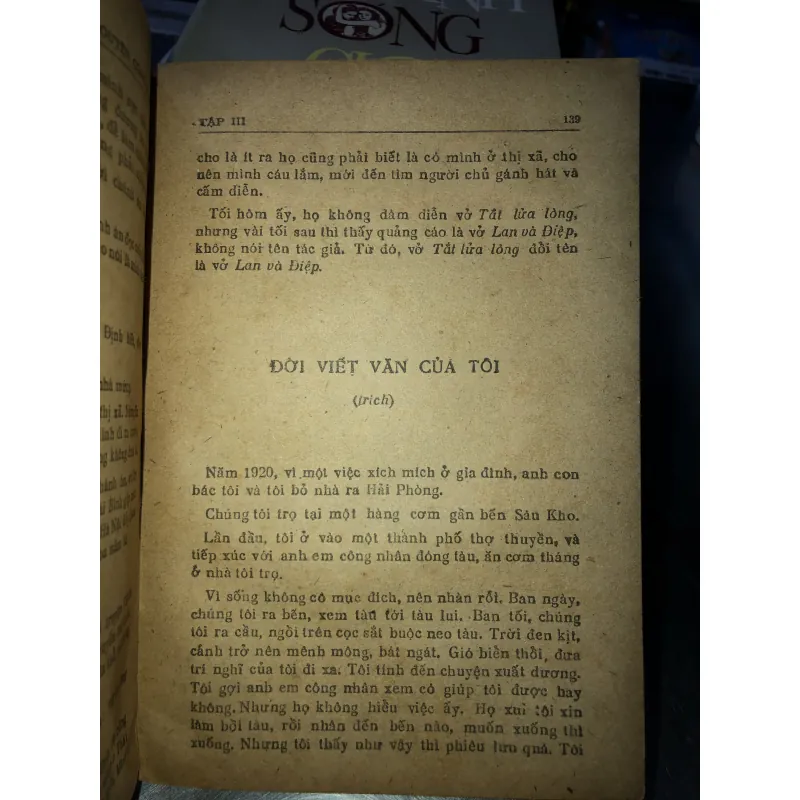 SỐNG
TẬP III 139
cho là ít ra họ cũng phải biết là có mình ở thị xã, cho
nên mình cáu lắm, mới đến tìm người chủ gánh hát và
cấm diễn.
Tối hôm ấy, họ không dám diễn vở Tắt lửa lòng,
nhưng vài tối sau thì thấy quảng cáo là vở Lan và Điệp,
không nói tên tác giả. Từ đó, vở Tắt lửa lòng đổi tên
là vở Lan và Điệp.
ĐỜI VIẾT VĂN CỦA TÔI
(trích)
Năm 1920, vì một việc xích mích ở gia đình, anh con
bác tôi và tôi bỏ nhà ra Hải Phòng.
Chúng tôi trọ tại một hàng cơm gần bến Sáu Kho.
Lần đầu, tôi ở vào một thành phố thợ thuyền, và
tiếp xúc với anh em công nhân đóng tàu, ăn cơm tháng
ở nhà tôi trọ.
Vì sống không có mục đích, nên nhàn rỗi. Ban ngày,
chúng tôi ra bến, xem tàu tới tàu lui. Ban tối, chúng
tôi ra cầu, ngồi trên cọc sắt buộc neo tàu. Trời đen kịt,
cảnh trở nên mênh mông, bát ngát. Gió biển thổi, đưa
trí nghĩ của tôi đi xa. Tôi tính đến chuyện xuất dương.
Tôi gợi anh em công nhân xem có giúp tôi được hay
không. Nhưng họ không hiểu việc ấy. Họ xui tôi xin
làm bồi tàu, rồi nhân đến bến nào, muốn xuống thì
xuống. Nhưng tôi thấy như vậy thì phiêu lưu quá. Tôi